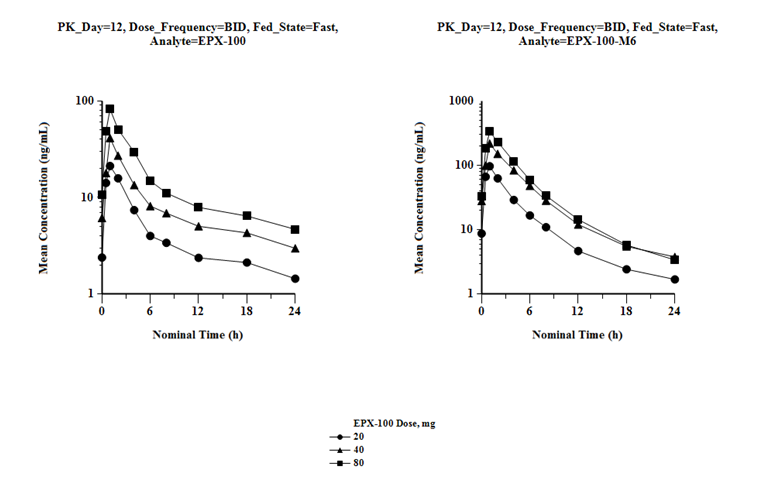 PK_Day=12, Dose_Frequency=BID, Fed_State=Fast,
Analyte=EPX-100
Mean Concentration (ng/mL)
100
10
1
0 6 12 18 24
Nominal Time (h)
PK_Day=12, Dose_Frequency=BID, Fed_State=Fast,
Analyte=EPX-100-M6
Mean Concentration (ng/mL)
1000
100
10
1
0 6 12 18 24
Nominal Time (h)
EPX-100 Dose, mg
20
40
80